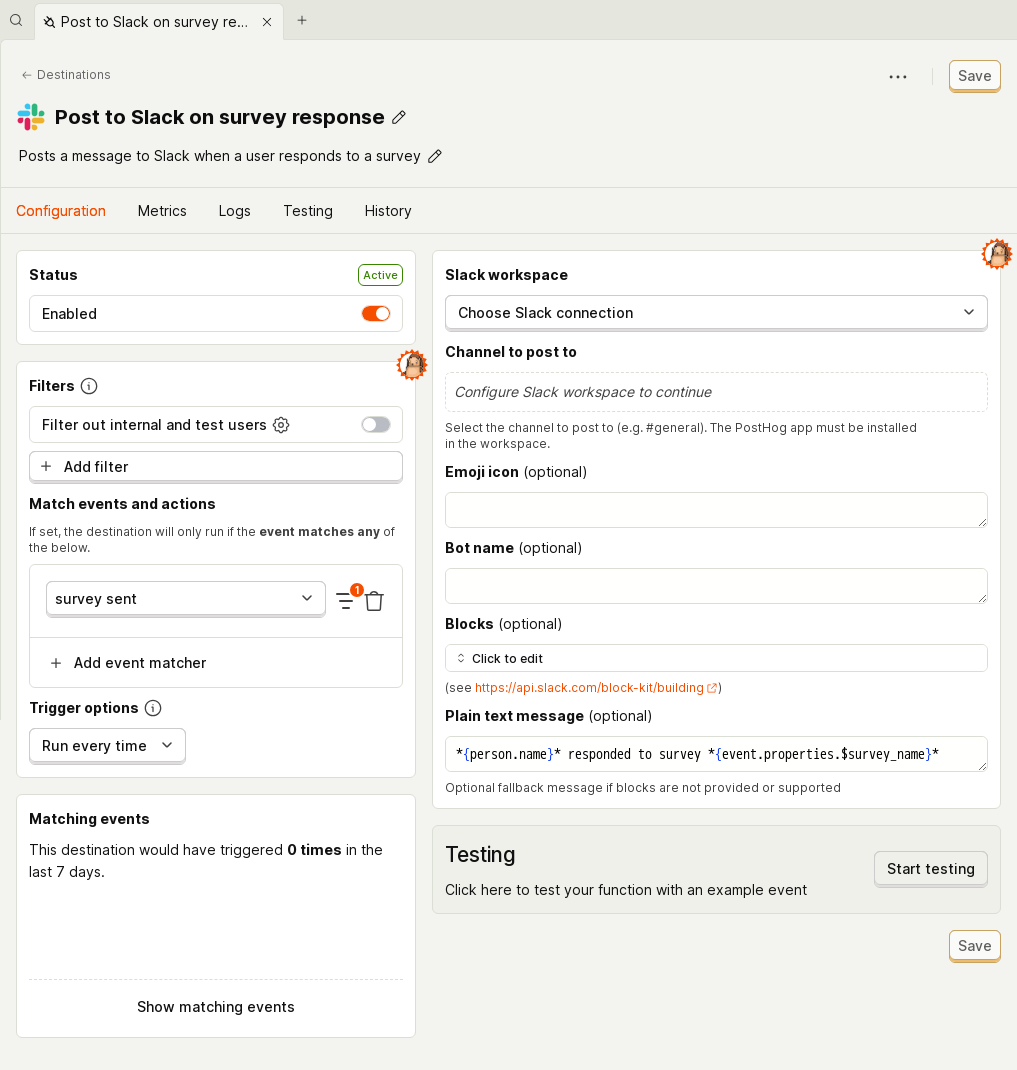 Post to Slack on survey re...
Destinations
Save
Post to Slack on survey response
Posts a message to Slack when a user responds to a survey
Configuration
Metrics
Logs
Testing
History
Status
Active
Enabled
Filters
Filter out internal and test users
Add filter
Match events and actions
If set, the destination will only run if the event matches any of
the below.
survey sent
1
Add event matcher
Trigger options
Run every time
Matching events
This destination would have triggered 0 times in the
last 7 days.
Show matching events
Slack workspace
Choose Slack connection
Channel to post to
Configure Slack workspace to continue
Select the channel to post to (e.g. #general). The PostHog app must be installed
in the workspace.
Emoji icon (optional)
Bot name (optional)
Blocks (optional)
Click to edit
(see https://api.slack.com/block-kit/building)
Plain text message (optional)
*{person.name}* responded to survey *{event.properties.$survey_name}*
Optional fallback message if blocks are not provided or supported
Testing
Click here to test your function with an example event
Start testing
Save